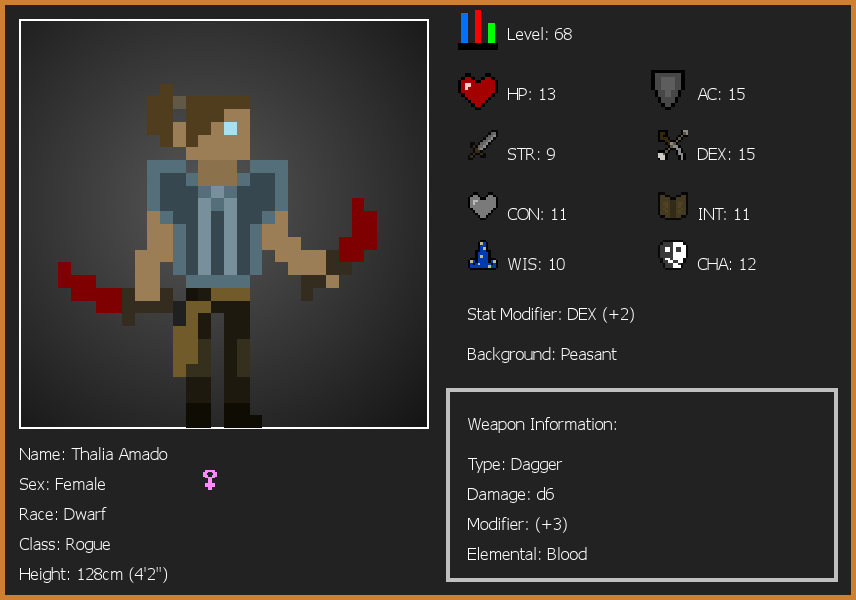 Level: 68
HP: 13
AC: 15
STR: 9
DEX: 15
CON: 11
INT: 11
WIS: 10
CHA: 12
Stat Modifier: DEX (+2)
Background: Peasant
Weapon Information:
Type: Dagger
Damage: d6
Modifier: (+3)
Elemental: Blood
Name: Thalia Amado
Sex: Female
Race: Dwarf
Class: Rogue
Height: 128cm (4'2")